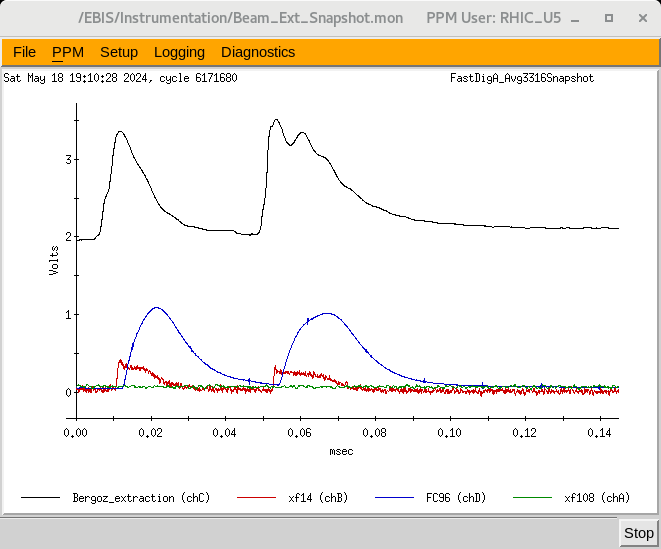 /EBIS/Instrumentation/Beam_Ext_Snapshot.mon PPM User: RHIC_U5
File PPM Setup Logging Diagnostics
Sat May 18 19:10:28 2024, cycle 6171680 FastDigA_Avg3316Snapshot
3
2
1
0
Volts
0.00 0.02 0.04 0.06 0.08 0.10 0.12 0.14
msec
Bergoz_extraction (chC) xf14 (chB) FC96 (chD) xf108 (chA)
Stop